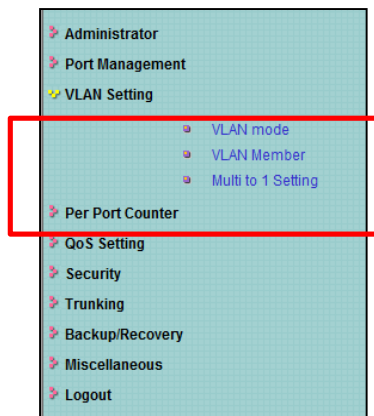 Administrator
Port Management
VLAN Setting
VLAN mode
VLAN Member
Multi to 1 Setting
Per Port Counter
QoS Setting
Security
Trunking
Backup/Recovery
Miscellaneous
Logout